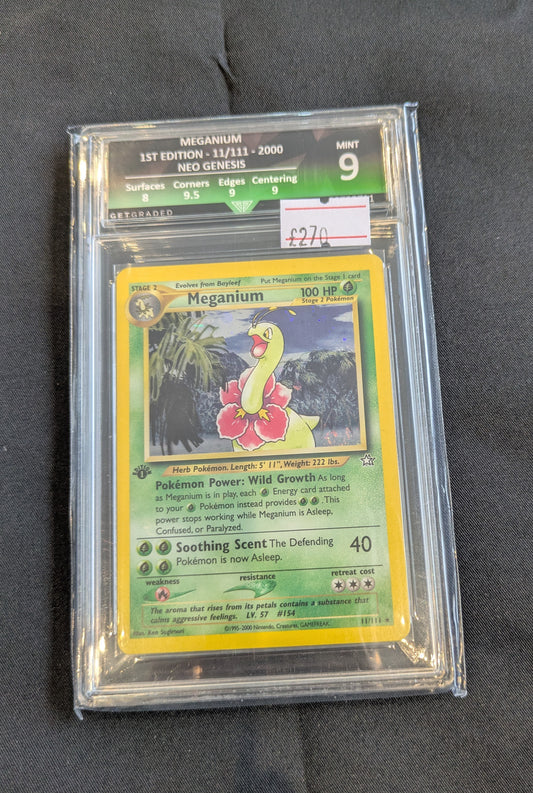 MEGANIUM
1ST EDITION - 11/111 - 2000
NEO GENESIS
MINT
9
Surfaces Corners Edges Centering
8 9.5 9 9
GETGRADED
£270
STAGE 2
Evolves from Bayleef
Put Meganium on the Stage 1 card
Meganium
100 HP
Stage 2 Pokémon
Herb Pokémon. Length: 5' 11", Weight: 222 lbs.
EDITION
1
Pokémon Power: Wild Growth As long
as Meganium is in play, each Energy card attached
to your Pokémon instead provides . This
power stops working while Meganium is Asleep,
Confused, or Paralyzed.
Soothing Scent The Defending
Pokémon is now Asleep.
40
weakness
resistance
retreat cost
The aroma that rises from its petals contains a substance that
calms aggressive feelings. LV. 57 #154
Illus. Ken Sugimori
©1995-2000 Nintendo, Creatures, GAMEFREAK.
11/111 ★